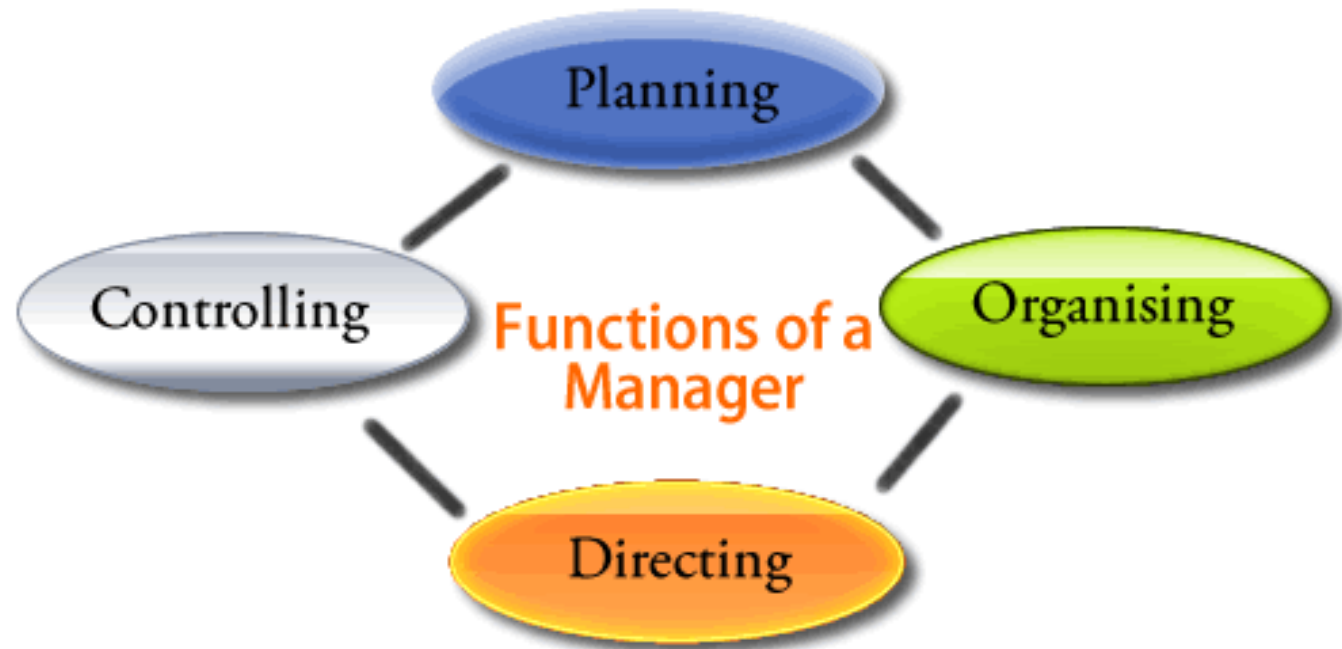 Planning
Controlling
Organising
Functions of a
Manager
Directing